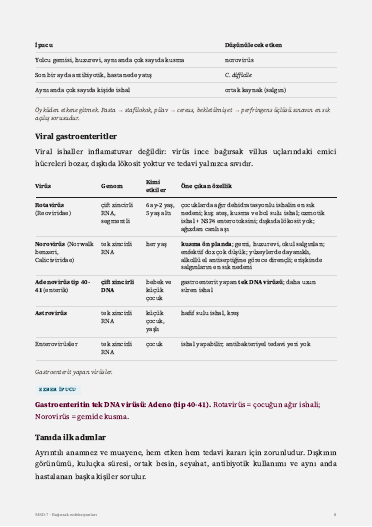 İpucu Düşünülecek etken
Yolcu gemisi, huzurevi, aynı anda çok sayıda kusma norovirüs
Son bir ayda antibiyotik, hastanede yatış C. difficile
Aynı anda çok sayıda kişide ishal ortak kaynak (salgın)
Öyküden etkene gitmek. Pasta → stafilokok, pilav → cereus, bekletilmiş et → perfringens üçlüsü sınavın en sık
açılış sorusudur.
Viral gastroenteritler
Viral ishaller inflamatuvar değildir: virüs ince bağırsak villus uçlarındaki emici
hücreleri bozar, dışkıda lökosit yoktur ve tedavi yalnızca sıvıdır.
Virüs Genom Kimi etkiler Öne çıkan özellik
Rotavirüs (Reoviridae) çift zincirli RNA, segmentli 6 ay-2 yaş, 5 yaş altı çocuklarda ağır dehidratasyonlu ishalin en sık
nedeni; kış, ateş, kusma ve bol sulu ishal; ozmotik
ishal + NSP4 enterotoksini; dışkıda lökosit yok;
ağızdan canlı aşı
Norovirüs (Norwalk benzeri, Caliciviridae) tek zincirli RNA her yaş kusma ön planda; gemi, huzurevi, okul salgınları;
enfektif doz çok düşük; yüzeylerde dayanıklı,
alkollü el antiseptiğine görece dirençli; erişkinde
salgınların en sık nedeni
Adenovirüs tip 40-41 (enterik) çift zincirli DNA bebek ve küçük çocuk gastroenterit yapan tek DNA virüsü; daha uzun
süren ishal
Astrovirüs tek zincirli RNA küçük çocuk, yaşlı hafif sulu ishal, kreş
Enterovirüsler tek zincirli RNA çocuk ishal yapabilir, antibakteriyel tedavi yeri yok
Gastroenterit yapan virüsler.
EZBER İPUCU
Gastroenteritin tek DNA virüsü: Adeno (tip 40-41). Rotavirüs = çocuğun ağır ishali;
Norovirüs = gemide kusma.
Tanıda ilk adımlar
Ayrıntılı anamnez ve muayene, hem etken hem tedavi kararı için zorunludur. Dışkının
görünümü, kuluçka süresi, ortak besin, seyahat, antibiyotik kullanımı ve aynı anda
hastalanan başka kişiler sorulur.